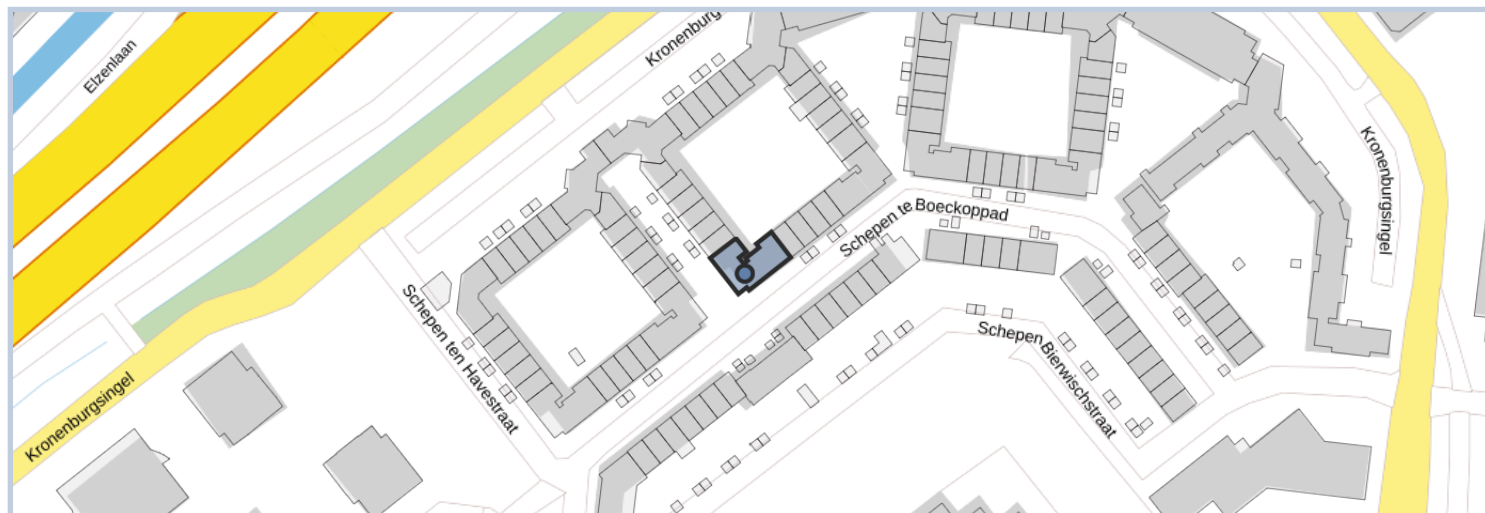 Elzenlaan
Kronenburg
Kronenburgsingel
Schepen te
Boeckoppad
Schepen ten Havestraat
Schepen Bierwischstraat
Kronenburgsingel